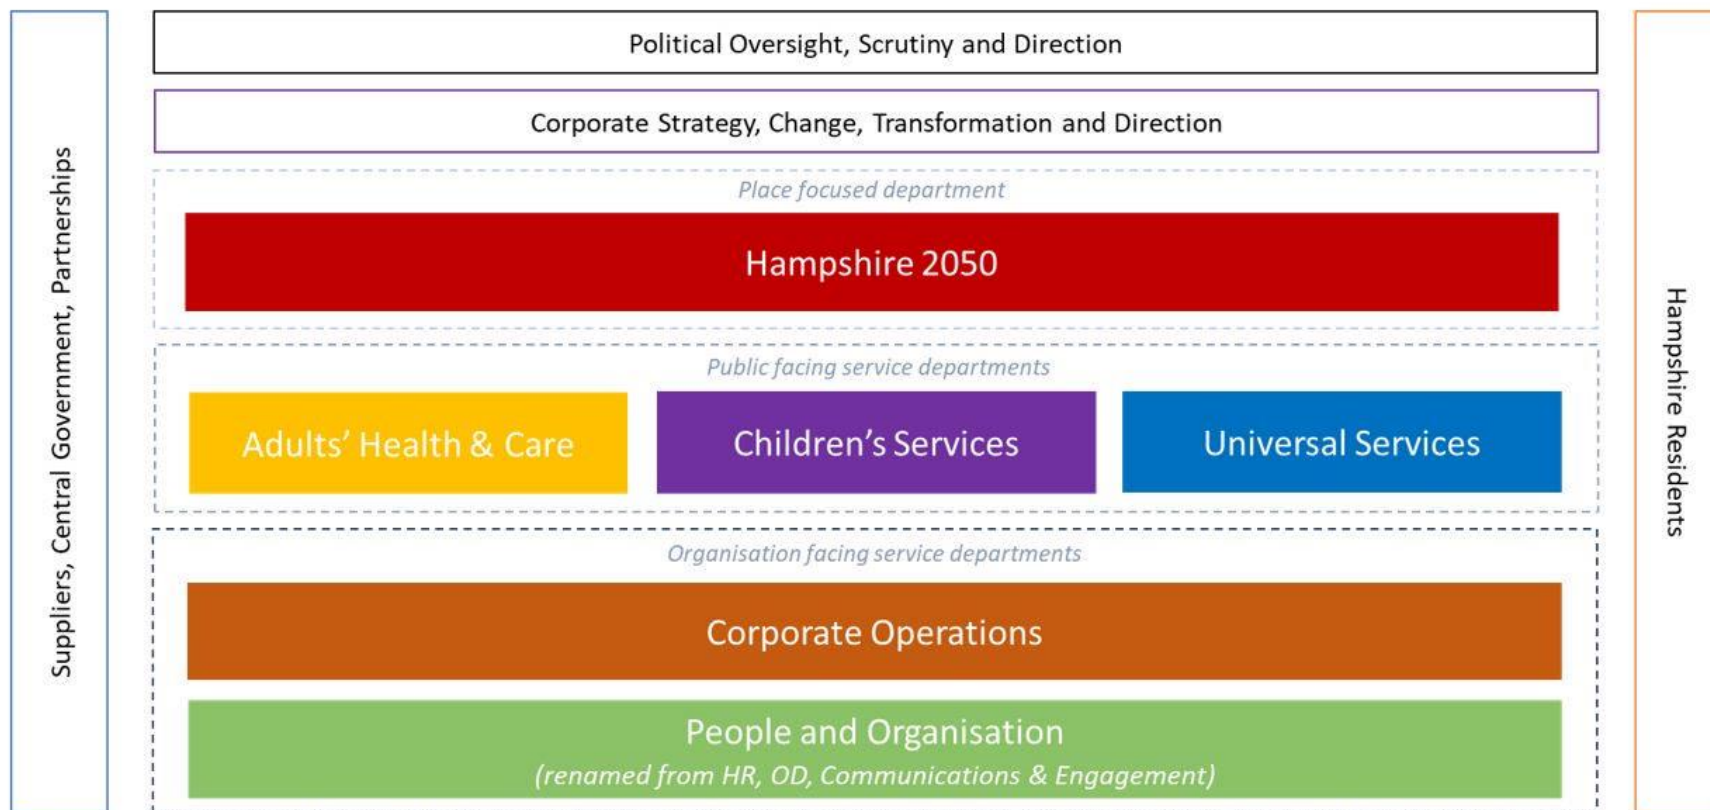 Political Oversight, Scrutiny and Direction
Corporate Strategy, Change, Transformation and Direction
Suppliers, Central Government, Partnerships
Place focused department
Hampshire 2050
Public facing service departments
Adults’ Health & Care
Children’s Services
Universal Services
Organisation facing service departments
Corporate Operations
People and Organisation
(renamed from HR, OD, Communications & Engagement)
Hampshire Residents